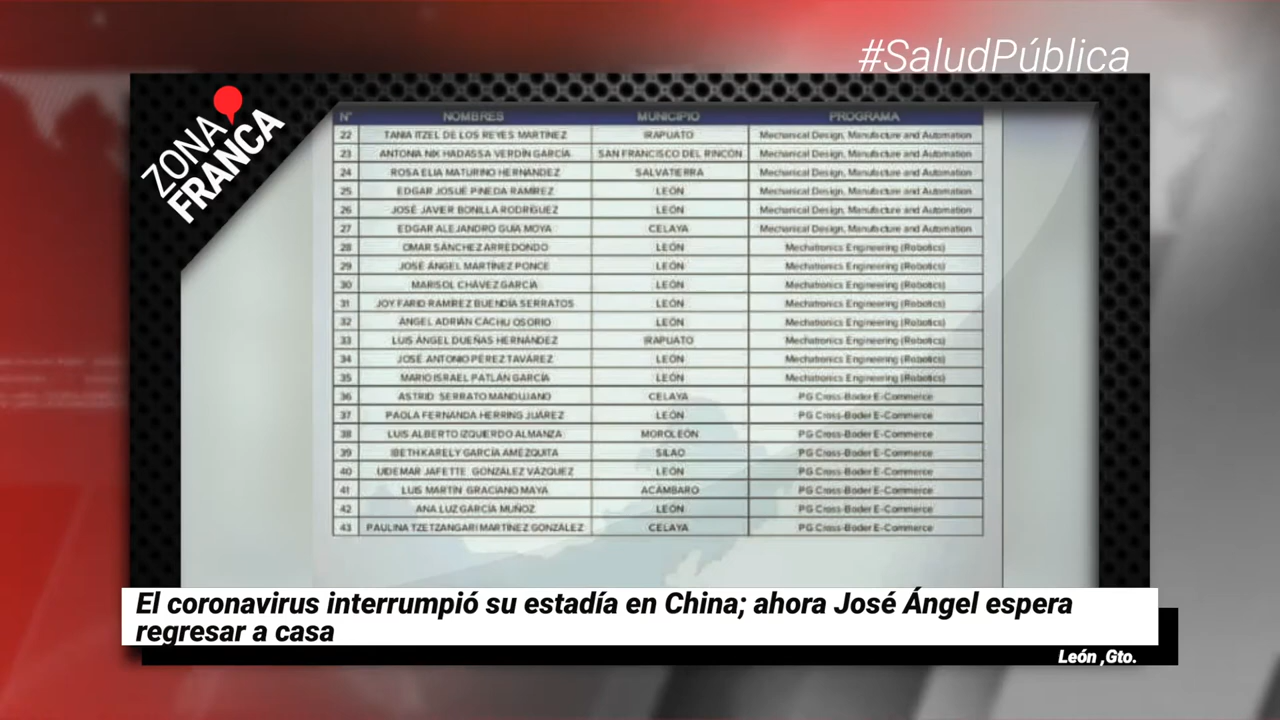 #SaludPública
ZONA
FRANCA
N° NOMBRES MUNICIPIO PROGRAMA
22 TANIA ITZEL DE LOS REYES MARTÍNEZ IRAPUATO Mechanical Design, Manufacture and Automation
23 ANTONIA NIX HADASSA VERDÍN GARCÍA SAN FRANCISCO DEL RINCÓN Mechanical Design, Manufacture and Automation
24 ROSA ELIA MATURINO HERNÁNDEZ SALVATIERRA Mechanical Design, Manufacture and Automation
25 EDGAR JOSUÉ PINEDA RAMÍREZ LEÓN Mechanical Design, Manufacture and Automation
26 JOSÉ JAVIER BONILLA RODRÍGUEZ LEÓN Mechanical Design, Manufacture and Automation
27 EDGAR ALEJANDRO GUÍA MOYA CELAYA Mechanical Design, Manufacture and Automation
28 OMAR SÁNCHEZ ARREDONDO LEÓN Mechatronics Engineering (Robotics)
29 JOSÉ ÁNGEL MARTÍNEZ PONCE LEÓN Mechatronics Engineering (Robotics)
30 MARISOL CHÁVEZ GARCÍA LEÓN Mechatronics Engineering (Robotics)
31 JOY FARID RAMÍREZ BUENDÍA SERRATOS LEÓN Mechatronics Engineering (Robotics)
32 ÁNGEL ADRIÁN CACHU OSORIO LEÓN Mechatronics Engineering (Robotics)
33 LUIS ÁNGEL DUEÑAS HERNÁNDEZ IRAPUATO Mechatronics Engineering (Robotics)
34 JOSÉ ANTONIO PÉREZ TAVÁREZ LEÓN Mechatronics Engineering (Robotics)
35 MARIO ISRAEL PATLÁN GARCÍA LEÓN Mechatronics Engineering (Robotics)
36 ASTRID SERRATO MANDUJANO CELAYA PG Cross-Boder E-Commerce
37 PAOLA FERNANDA HERRING JUÁREZ LEÓN PG Cross-Boder E-Commerce
38 LUIS ALBERTO IZQUIERDO ALMANZA MOROLEÓN PG Cross-Boder E-Commerce
39 IBETH KARELY GARCÍA AMÉZQUITA SILAO PG Cross-Boder E-Commerce
40 UDEMAR JAFETTE GONZÁLEZ VÁZQUEZ LEÓN PG Cross-Boder E-Commerce
41 LUIS MARTÍN GRACIANO MAYA ACÁMBARO PG Cross-Boder E-Commerce
42 ANA LUZ GARCÍA MUÑOZ LEÓN PG Cross-Boder E-Commerce
43 PAULINA TZETZANGARI MARTÍNEZ GONZÁLEZ CELAYA PG Cross-Boder E-Commerce
El coronavirus interrumpió su estadía en China; ahora José Ángel espera
regresar a casa
León ,Gto.